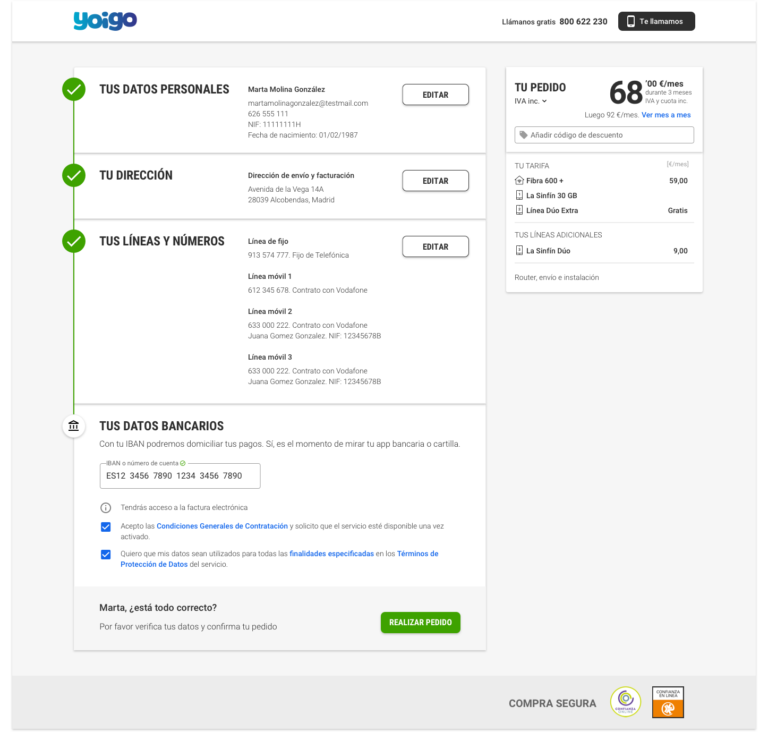 yoigo
Llámanos gratis 800 622 230
Te llamamos
TUS DATOS PERSONALES
Marta Molina González
martamolinagonzalez@testmail.com
626 555 111
NIF: 11111111H
Fecha de nacimiento: 01/02/1987
EDITAR
TU DIRECCIÓN
Dirección de envío y facturación
Avenida de la Vega 14A
28039 Alcobendas, Madrid
EDITAR
TUS LÍNEAS Y NÚMEROS
Línea de fijo
913 574 777. Fijo de Telefónica
EDITAR
Línea móvil 1
612 345 678. Contrato con Vodafone
Línea móvil 2
633 000 222. Contrato con Vodafone
Juana Gomez Gonzalez. NIF: 12345678B
Línea móvil 3
633 000 222. Contrato con Vodafone
Juana Gomez Gonzalez. NIF: 12345678B
TUS DATOS BANCARIOS
Con tu IBAN podremos domiciliar tus pagos. Sí, es el momento de mirar tu app bancaria o cartilla.
IBAN o número de cuenta
ES12 3456 7890 1234 3456 7890
Tendrás acceso a la factura electrónica
Acepto las Condiciones Generales de Contratación y solicito que el servicio esté disponible una vez
activado.
Quiero que mis datos sean utilizados para todas las finalidades especificadas en los Términos de
Protección de Datos del servicio.
Marta, ¿está todo correcto?
Por favor verifica tus datos y confirma tu pedido
REALIZAR PEDIDO
TU PEDIDO
IVA inc.
68'00 €/mes
durante 3 meses
IVA y cuota inc.
Luego 92 €/mes. Ver mes a mes
Añadir código de descuento
TU TARIFA [€/mes]
Fibra 600 + 59,00
La Sinfín 30 GB
Línea Dúo Extra Gratis
TUS LÍNEAS ADICIONALES
La Sinfín Dúo 9,00
Router, envío e instalación
COMPRA SEGURA
CONFIANZA
CONFIANZA
EN LINEA